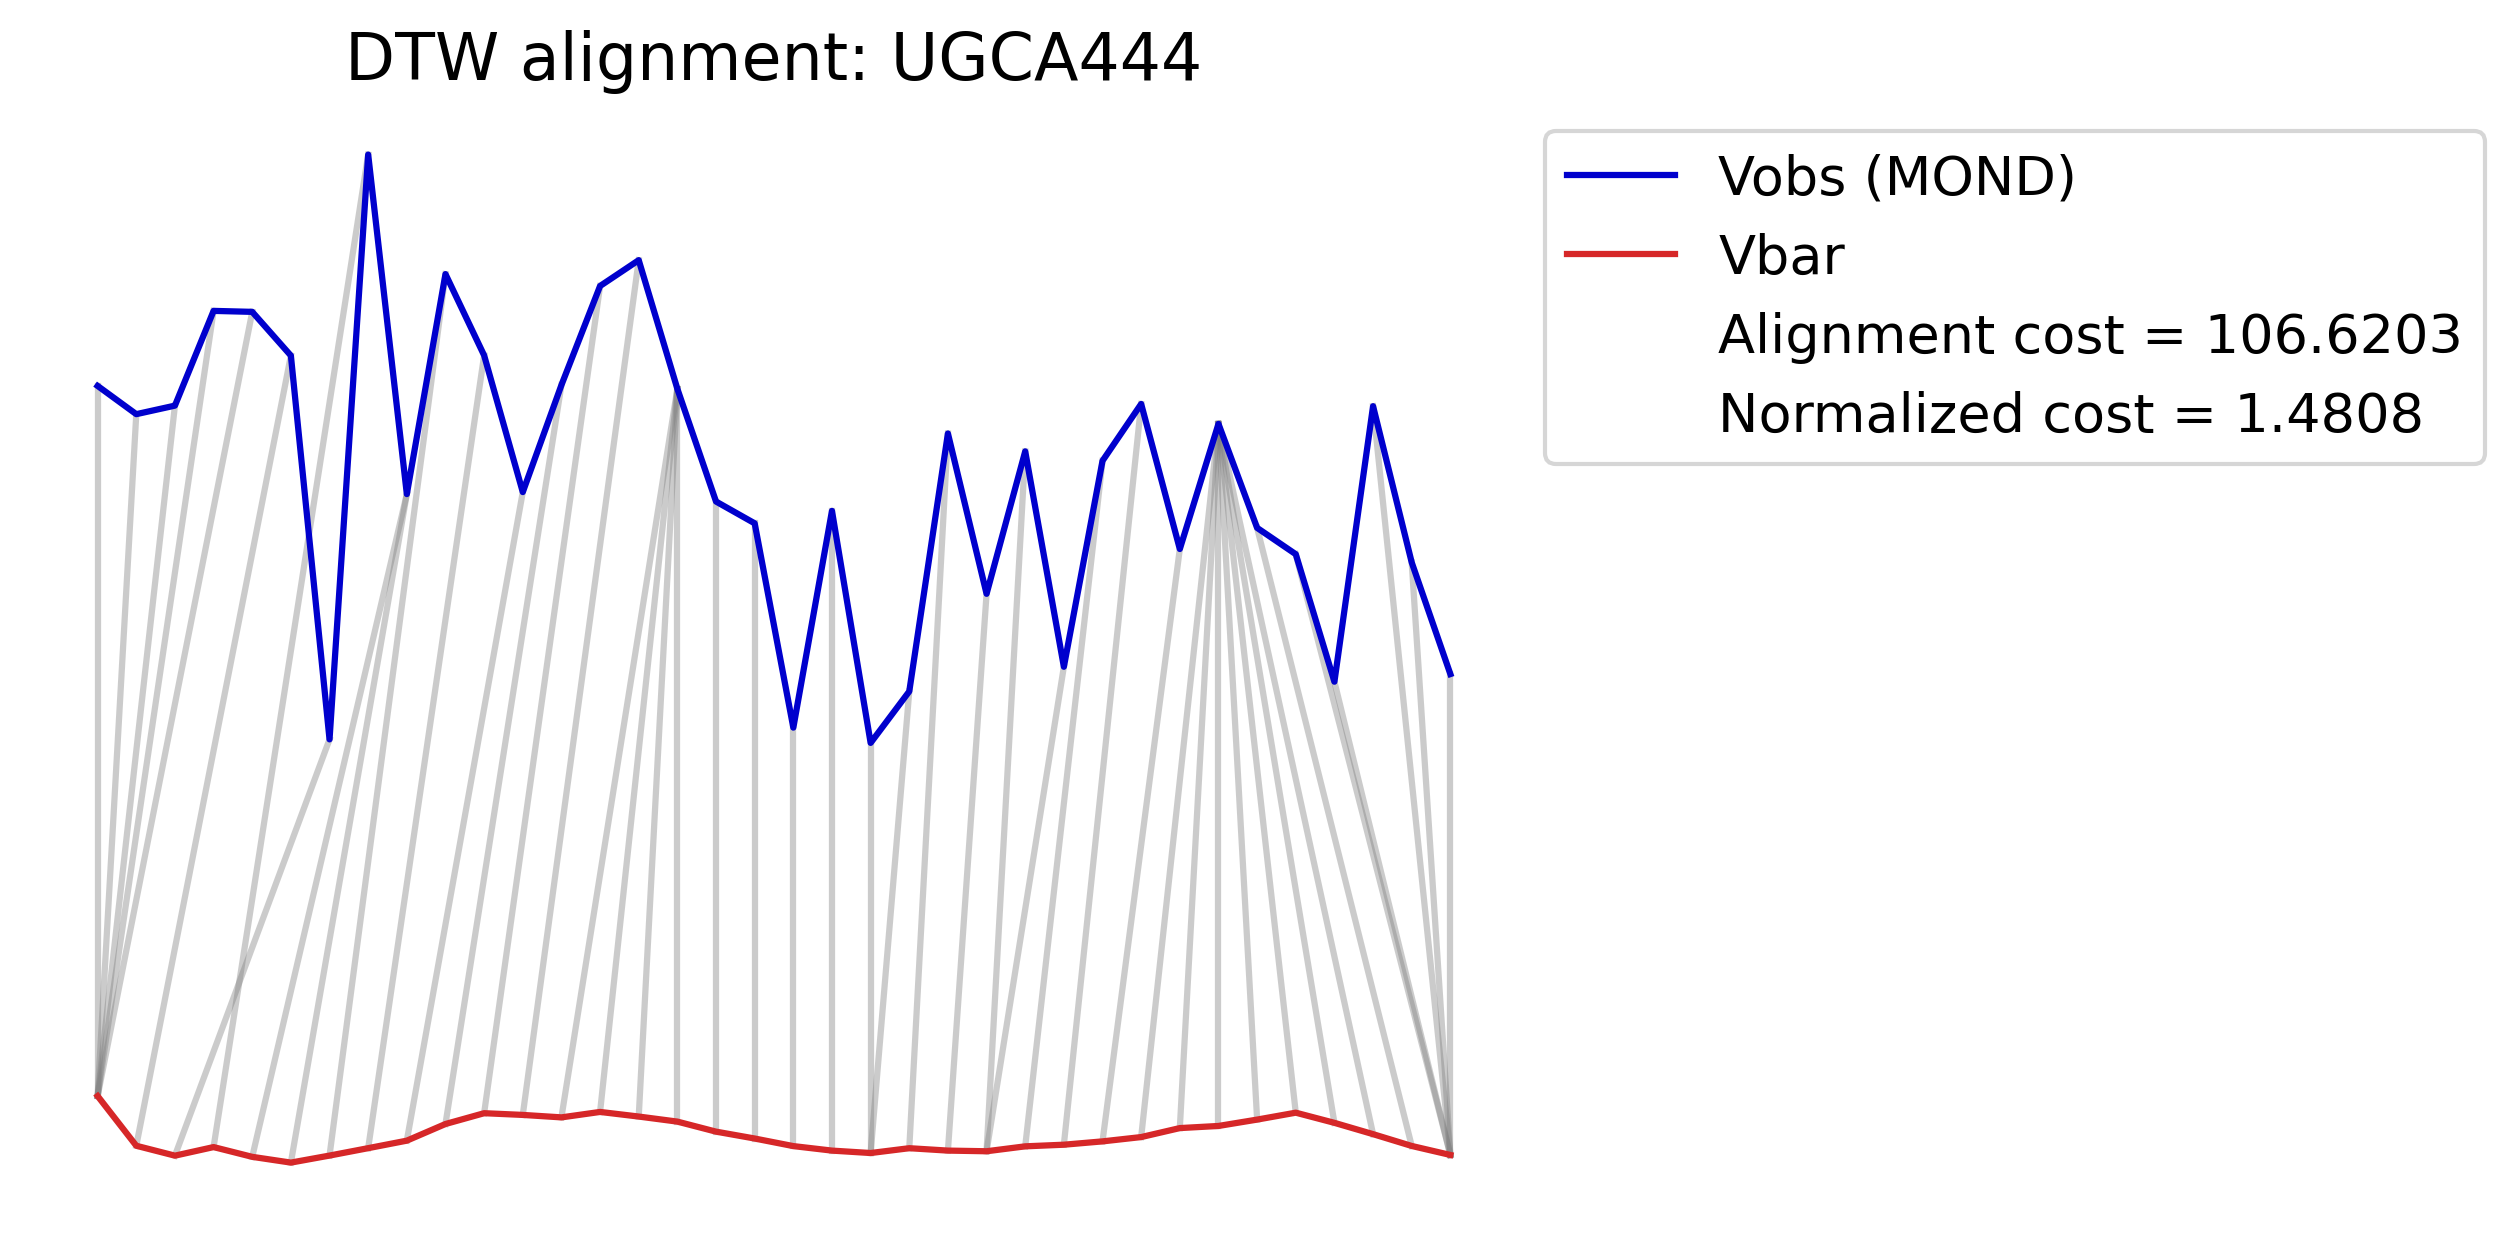 DTW alignment: UGCA444
Vobs (MOND)
Vbar
Alignment cost = 106.6203
Normalized cost = 1.4808